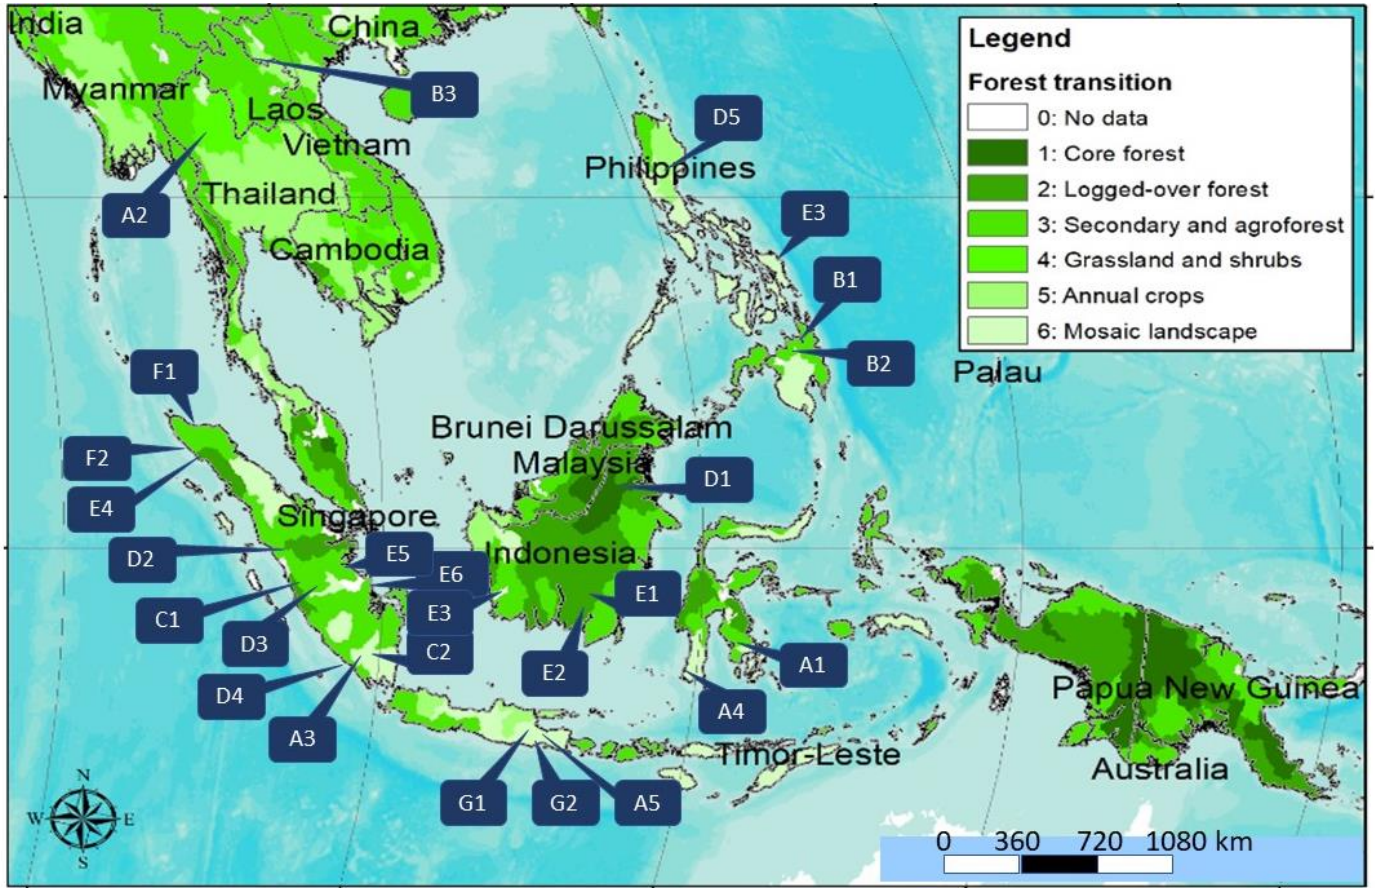 India
China
Legend
Forest transition
0: No data
1: Core forest
2: Logged-over forest
3: Secondary and agroforest
4: Grassland and shrubs
5: Annual crops
6: Mosaic landscape
Myanmar
B3
Laos
D5
Vietnam
Philippines
Thailand
A2
E3
Cambodia
B1
B2
F1
Palau
Brunei Darussalam
F2
Malaysia
D1
E4
Singapore
D2
E5
Indonesia
E6
E1
C1
E3
D3
C2
E2
A1
D4
A4
Papua New Guinea
A3
Timor-Leste
Australia
G1
G2
A5
N
W
E
S
0 360 720 1080 km